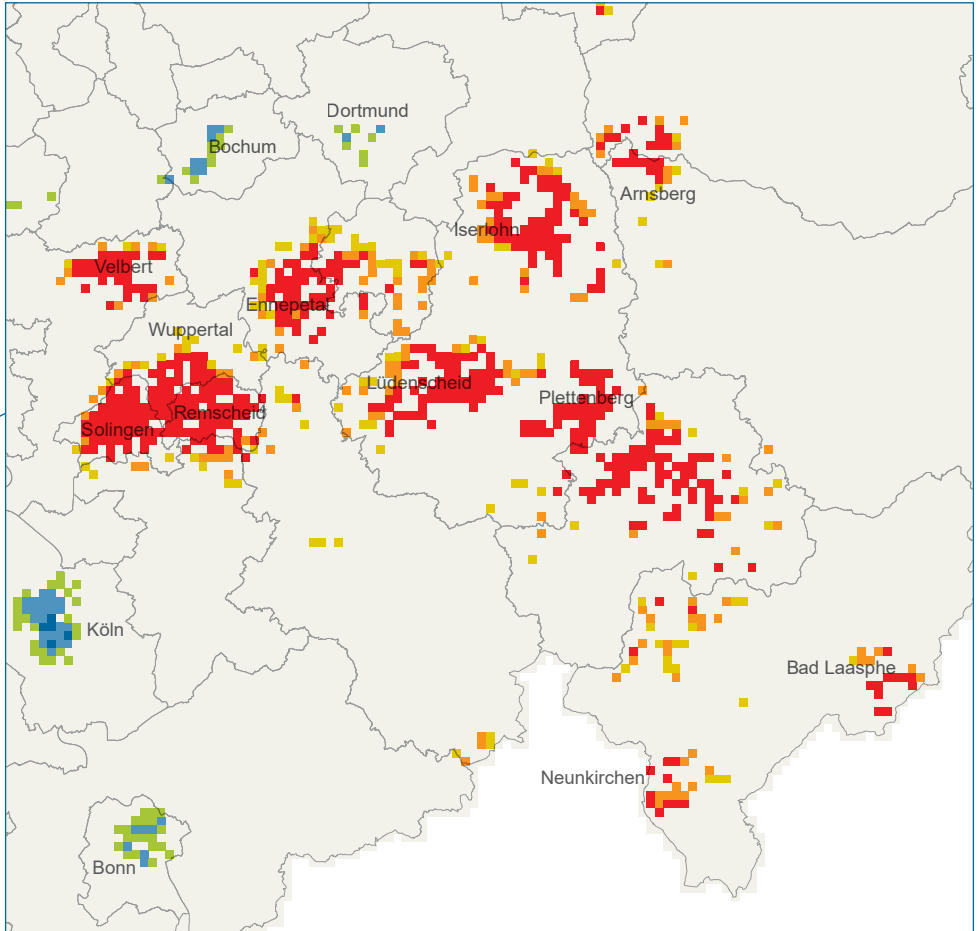 Dortmund
Bochum
Arnsberg
Iserlohn
Velbert
Ennepetal
Wuppertal
Lüdenscheid
Plettenberg
Remscheid
Solingen
Köln
Bad Laasphe
Neunkirchen
Bonn